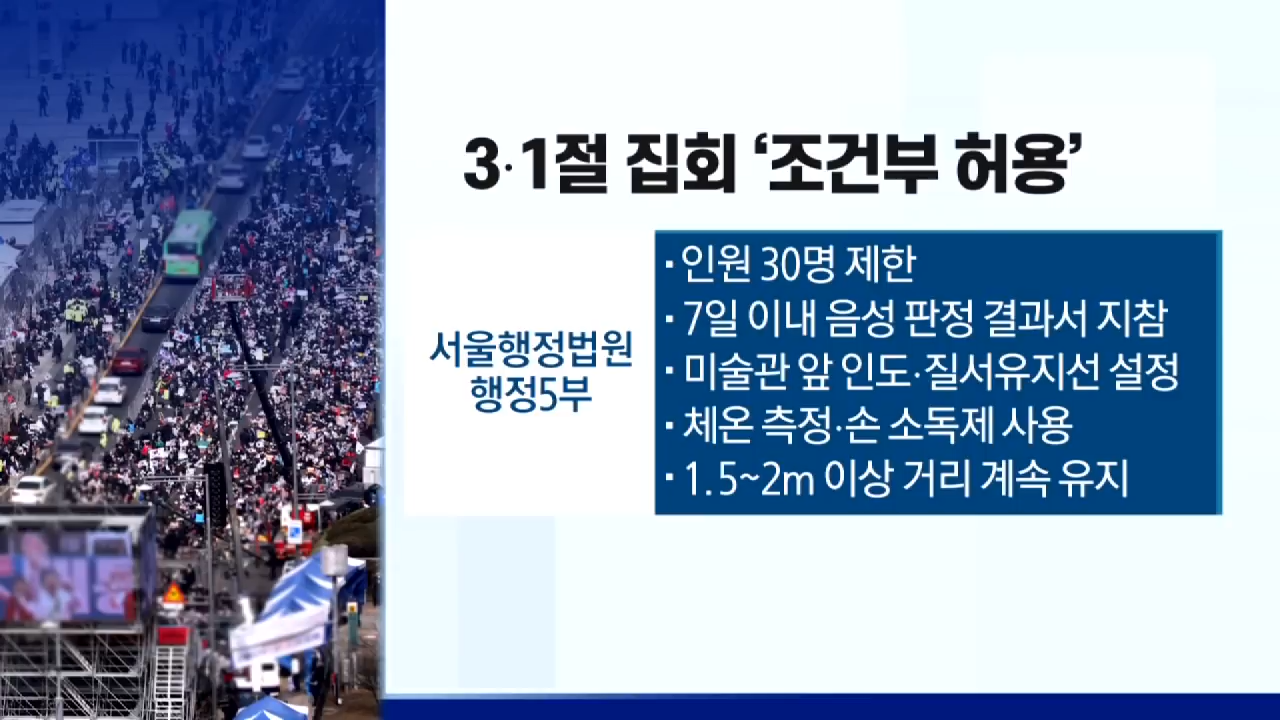 3·1절 집회 ‘조건부 허용’
서울행정법원
행정5부
· 인원 30명 제한
· 7일 이내 음성 판정 결과서 지참
· 미술관 앞 인도·질서유지선 설정
· 체온 측정·손 소독제 사용
· 1.5~2m 이상 거리 계속 유지